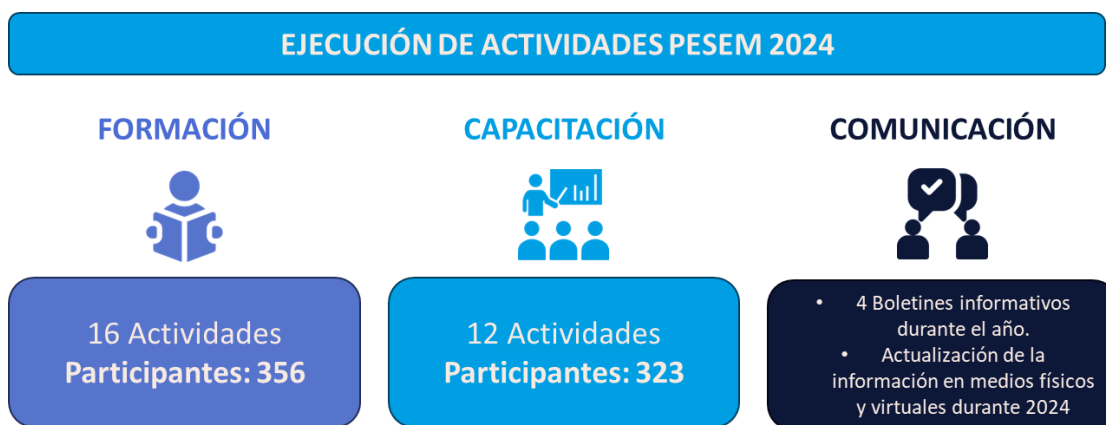 EJECUCIÓN DE ACTIVIDADES PESEM 2024
FORMACIÓN
16 Actividades
Participantes: 356
CAPACITACIÓN
12 Actividades
Participantes: 323
COMUNICACIÓN
• 4 Boletines informativos
durante el año.
• Actualización de la
información en medios físicos
y virtuales durante 2024